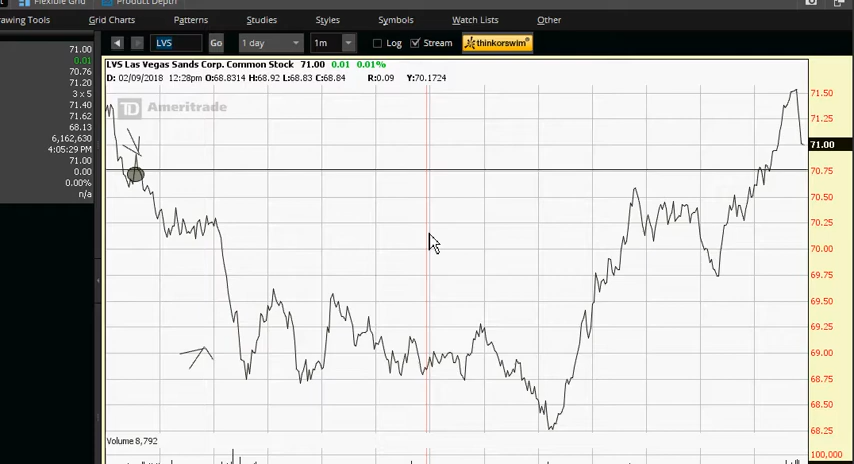 Flexible Grid Product Depth
rawing Tools Grid Charts Patterns Studies Styles Symbols Watch Lists Other
LVS Go 1 day 1m Log Stream thinkorswim
LVS Las Vegas Sands Corp. Common Stock 71.00 0.01 0.01%
D: 02/09/2018 12:28pm O:68.8314 H:68.92 L:68.83 C:68.84 R:0.09 Y:70.1724
TD Ameritrade
71.00
0.01
70.76
71.20
3 x 5
71.40
71.62
68.13
6,162,630
4:05:29 PM
71.00
0.00
0.00%
n/a
71.50
71.25
71.00
70.75
70.50
70.25
70.00
69.75
69.50
69.25
69.00
68.75
68.50
68.25
Volume 8,792
100,000